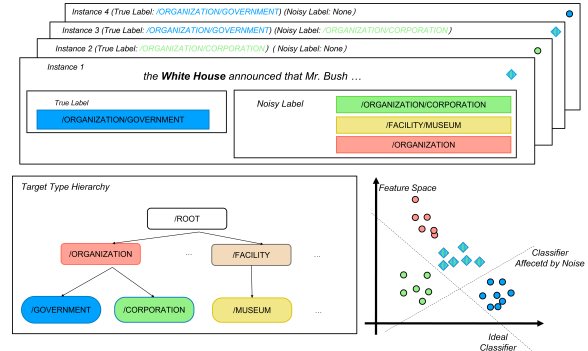 Instance 4 (True Label: /ORGANIZATION/GOVERNMENT) (Noisy Label: None)
Instance 3 (True Label: /ORGANIZATION/GOVERNMENT) (Noisy Label: /ORGANIZATION/CORPORATION)
Instance 2 (True Label: /ORGANIZATION/CORPORATION) ( Noisy Label: None)
Instance 1
the White House announced that Mr. Bush …
True Label
/ORGANIZATION/GOVERNMENT
Noisy Label
/ORGANIZATION/CORPORATION
/FACILITY/MUSEUM
/ORGANIZATION
Target Type Hierarchy
/ROOT
/ORGANIZATION
...
/FACILITY
...
/GOVERNMENT
/CORPORATION
/MUSEUM
...
Feature Space
Classifier
Affecetd by Noise
Ideal
Classifier